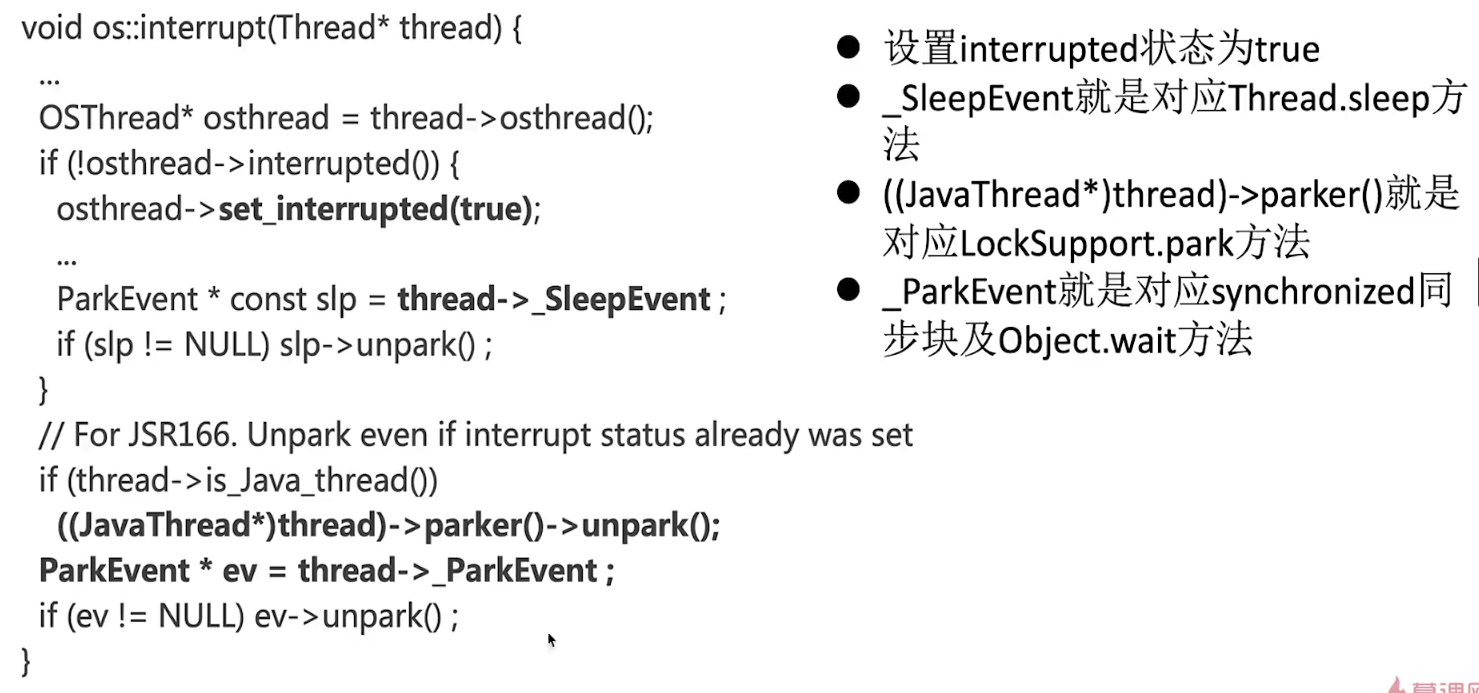 void os::interrupt(Thread* thread) {
...
OSThread* osthread = thread->osthread();
if (!osthread->interrupted()) {
osthread->set_interrupted(true);
...
ParkEvent * const slp = thread->_SleepEvent ;
if (slp != NULL) slp->unpark() ;
}
// For JSR166. Unpark even if interrupt status already was set
if (thread->is_Java_thread())
((JavaThread*)thread)->parker()->unpark();
ParkEvent * ev = thread->_ParkEvent ;
if (ev != NULL) ev->unpark() ;
}
● 设置interrupted状态为true
● _SleepEvent就是对应Thread.sleep方
法
● ((JavaThread*)thread)->parker()就是
对应LockSupport.park方法
● _ParkEvent就是对应synchronized同
步块及Object.wait方法